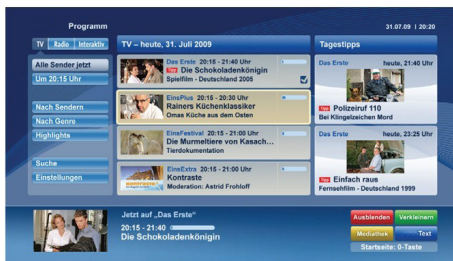 Programm
31.07.09 | 20:20
TV Radio Interaktiv
Alle Sender jetzt
Um 20:15 Uhr
Nach Sendern
Nach Genre
Highlights
Suche
Einstellungen
TV – heute, 31. Juli 2009
Das Erste 20:15 - 21:40 Uhr
Tipp Die Schokoladenkönigin
Spielfilm - Deutschland 2005
EinsPlus 20:15 - 20:30 Uhr
Rainers Küchenklassiker
Omas Küche aus dem Osten
EinsFestival 20:15 - 21:00 Uhr
Die Murmeltiere von Kasach...
Tierdokumentation
EinsExtra 20:15 - 21:00 Uhr
Kontraste
Moderation: Astrid Frohloff
kontraste
Tagestipps
Das Erste heute, 21:40 Uhr
Tipp Polizeiruf 110
Bei Klingelzeichen Mord
Das Erste heute, 23:25 Uhr
Tipp Einfach raus
Fernsehfilm - Deutschland 1999
Jetzt auf „Das Erste“
20:15 - 21:40
Die Schokoladenkönigin
Ausblenden Verkleinern
Mediathek Text
Startseite: 0-Taste